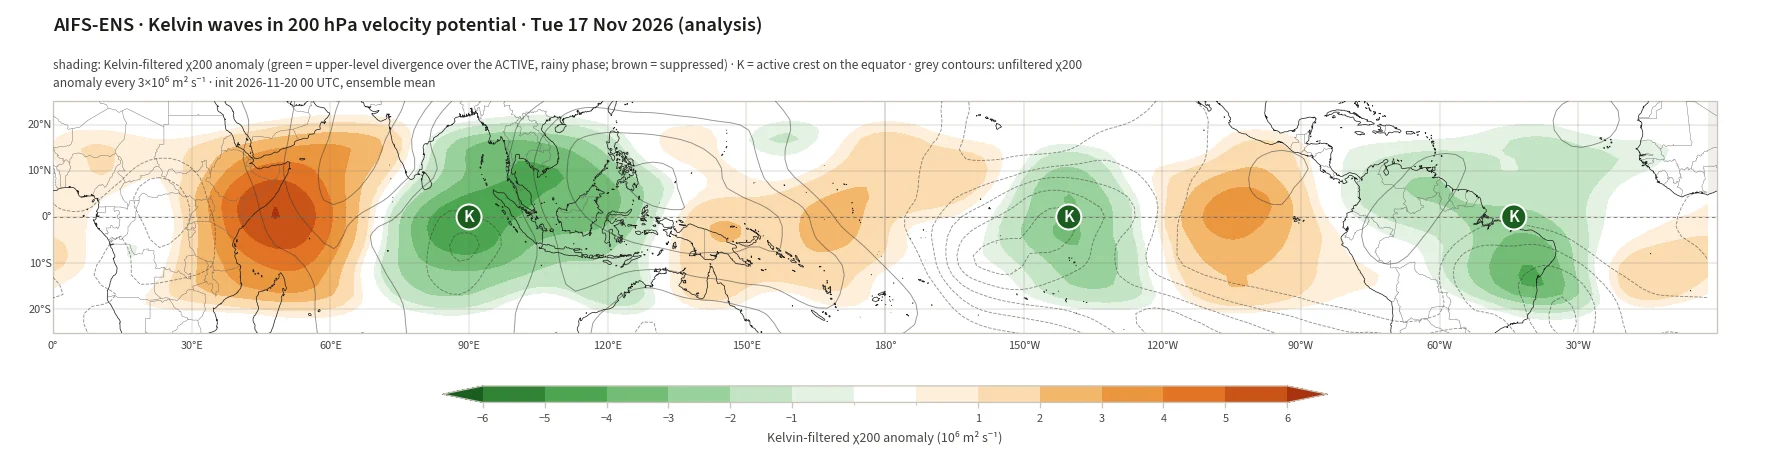 AIFS-ENS · Kelvin waves in 200 hPa velocity potential · Tue 17 Nov 2026 (analysis)
shading: Kelvin-filtered χ200 anomaly (green = upper-level divergence over the ACTIVE, rainy phase; brown = suppressed) · K = active crest on the equator · grey contours: unfiltered χ200
anomaly every 3×10⁶ m² s⁻¹ · init 2026-11-20 00 UTC, ensemble mean
20°N
10°N
0°
10°S
20°S
K K K
0° 30°E 60°E 90°E 120°E 150°E 180° 150°W 120°W 90°W 60°W 30°W
−6 −5 −4 −3 −2 −1 1 2 3 4 5 6
Kelvin-filtered χ200 anomaly (10⁶ m² s⁻¹)